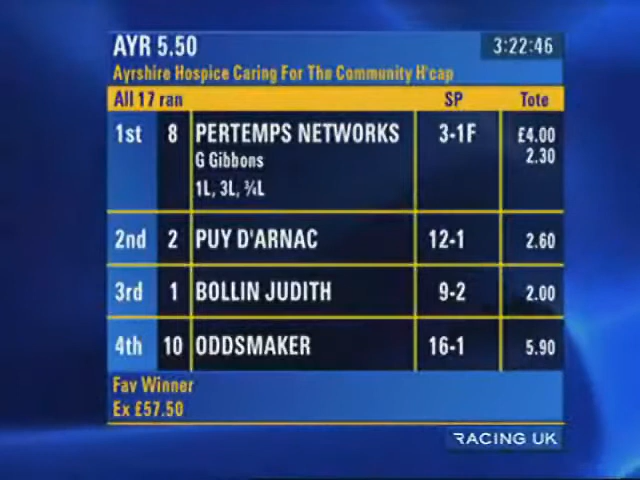 AYR 5.50 3:22:46
Ayrshire Hospice Caring For The Community H'cap
All 17 ran SP Tote
1st 8 PERTEMPS NETWORKS 3-1F £4.00
G Gibbons 2.30
1L, 3L, ¾L
2nd 2 PUY D'ARNAC 12-1 2.60
3rd 1 BOLLIN JUDITH 9-2 2.00
4th 10 ODDSMAKER 16-1 5.90
Fav Winner
Ex £57.50
RACING UK